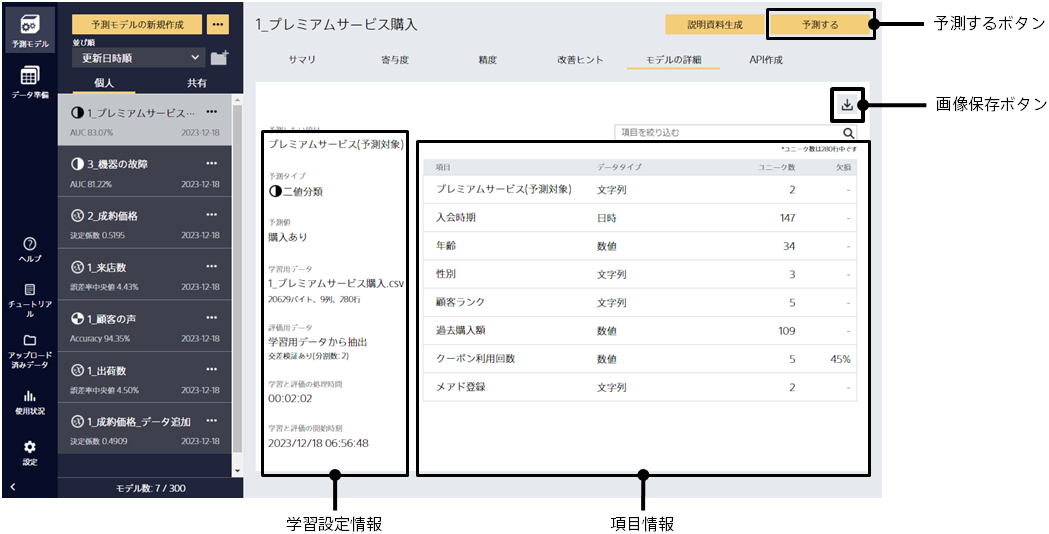 予測モデル
データ準備
ヘルプ
チュートリア
ル
アップロード
済みデータ
使用状況
設定
予測モデルの新規作成
並び順
更新日時順
個人
共有
1_プレミアムサービス…
AUC 83.07%
2023-12-18
3_機器の故障
AUC 81.22%
2023-12-18
2_成約価格
決定係数 0.5195
2023-12-18
1_来店数
誤差率中央値 4.43%
2023-12-18
1_顧客の声
Accuracy 94.35%
2023-12-18
1_出荷数
誤差率中央値 4.50%
2023-12-18
1_成約価格_データ追加
決定係数 0.4909
2023-12-18
モデル数: 7 / 300
1_プレミアムサービス購入
説明資料生成
予測する
サマリ
寄与度
精度
改善ヒント
モデルの詳細
API作成
予測したい項目
プレミアムサービス(予測対象)
予測タイプ
二値分類
予測値
購入あり
学習用データ
1_プレミアムサービス購入.csv
20629バイト、9列、280行
評価用データ
学習用データから抽出
交差検証あり(分割数: 2)
学習と評価の処理時間
00:02:02
学習と評価の開始時刻
2023/12/18 06:56:48
項目を絞り込む
*ユニーク数は280行中です
項目 データタイプ ユニーク数 欠損
プレミアムサービス(予測対象) 文字列 2 -
入会時期 日時 147 -
年齢 数値 34 -
性別 文字列 3 -
顧客ランク 文字列 5 -
過去購入額 数値 109 -
クーポン利用回数 数値 5 45%
メアド登録 文字列 2 -
予測するボタン
画像保存ボタン
学習設定情報
項目情報